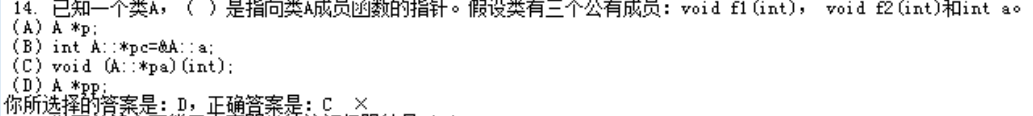 14. 已知一个类A，（ ）是指向类A成员函数的指针。假设类有三个公有成员：void f1(int)， void f2(int)和int a。
(A) A *p;
(B) int A::*pc=&A::a;
(C) void (A::*pa)(int);
(D) A *pp;
你所选择的答案是：D，正确答案是：C ×